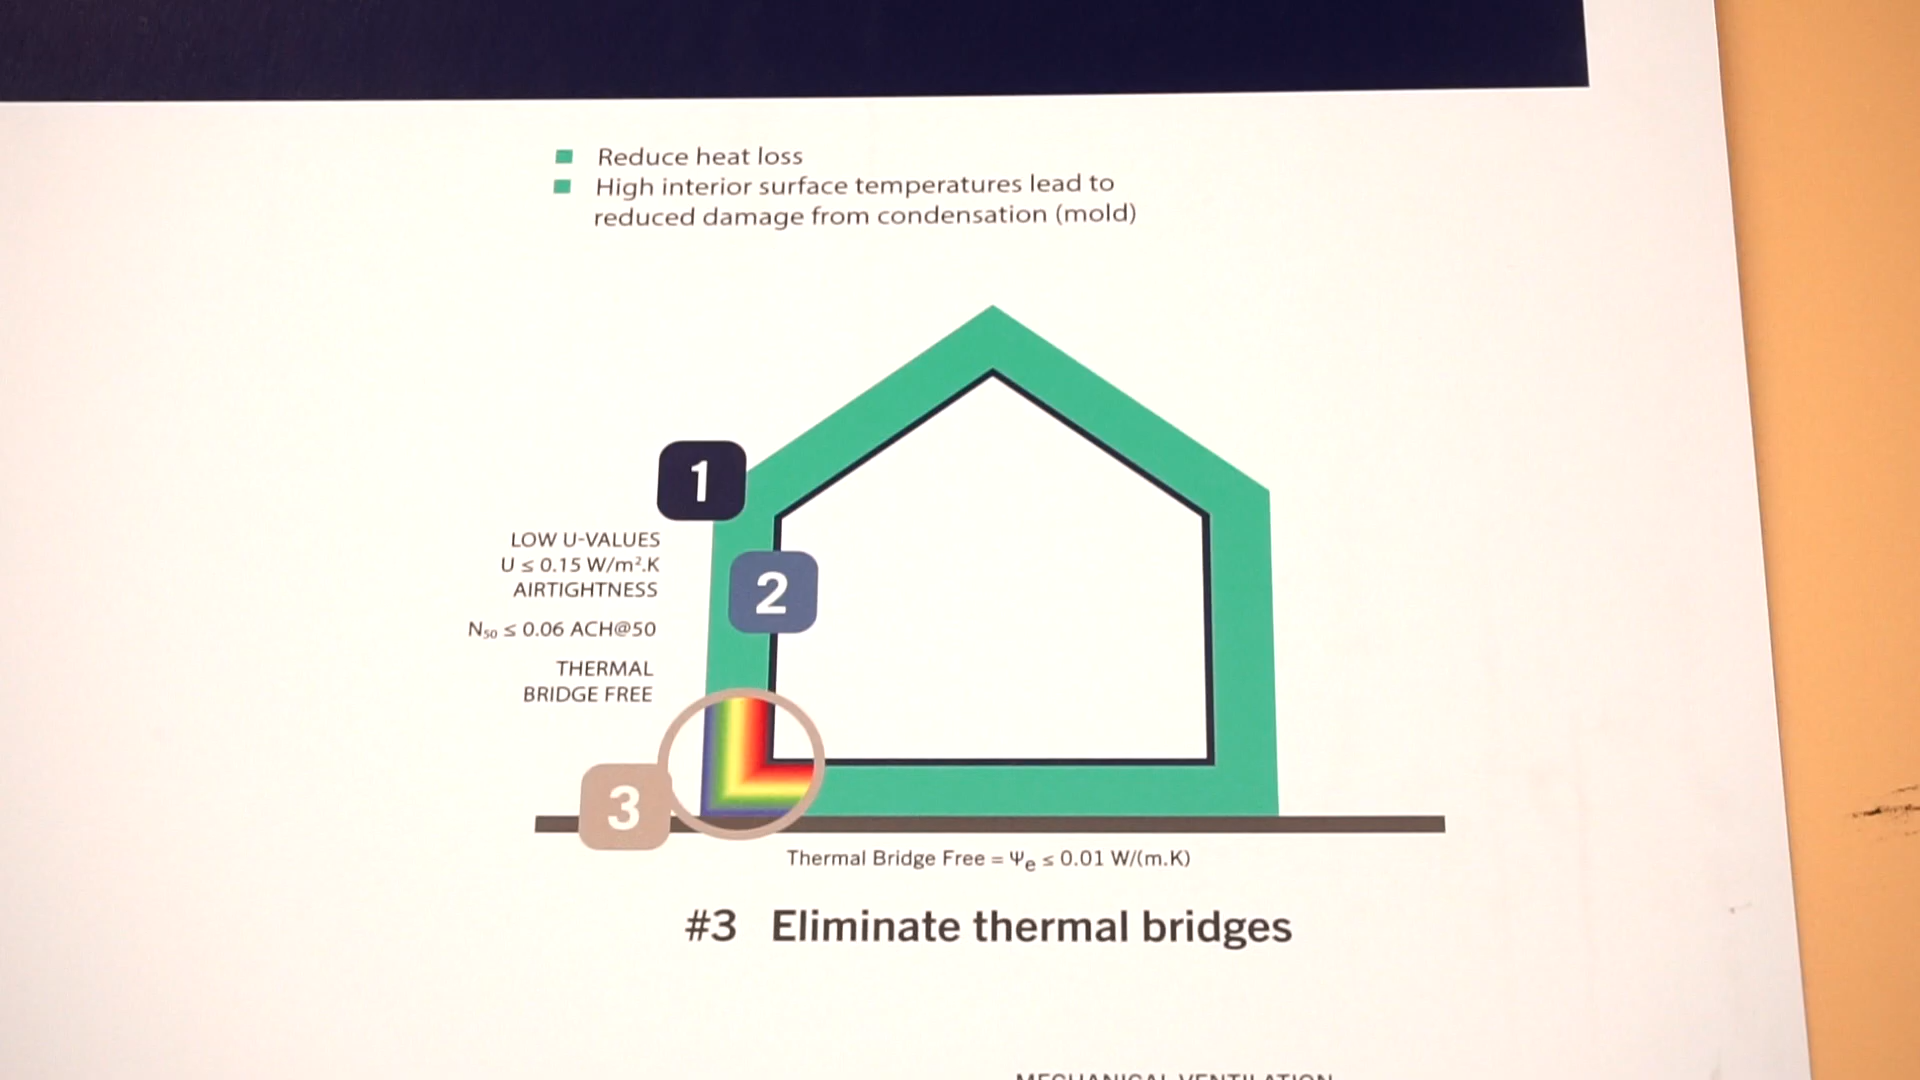 Reduce heat loss
High interior surface temperatures lead to
reduced damage from condensation (mold)
1
LOW U-VALUES
U ≤ 0.15 W/m².K
AIRTIGHTNESS
2
N₅₀ ≤ 0.06 ACH@50
THERMAL
BRIDGE FREE
3
Thermal Bridge Free = Ψe ≤ 0.01 W/(m.K)
#3 Eliminate thermal bridges
MECHANICAL VENTILATION